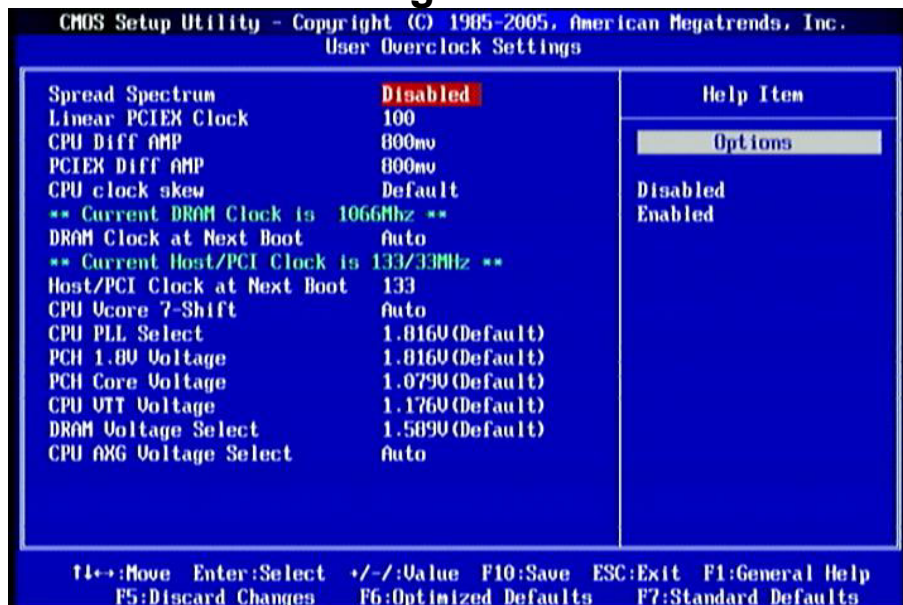 CMOS Setup Utility - Copyright (C) 1985-2005, American Megatrends, Inc.
User Overclock Settings
Spread Spectrum Disabled
Linear PCIEX Clock 100
CPU Diff AMP 800mv
PCIEX Diff AMP 800mv
CPU clock skew Default
** Current DRAM Clock is 1066Mhz **
DRAM Clock at Next Boot Auto
** Current Host/PCI Clock is 133/33MHz **
Host/PCI Clock at Next Boot 133
CPU Vcore 7-Shift Auto
CPU PLL Select 1.816V(Default)
PCH 1.8V Voltage 1.816V(Default)
PCH Core Voltage 1.079V(Default)
CPU VTT Voltage 1.176V(Default)
DRAM Voltage Select 1.589V(Default)
CPU AXG Voltage Select Auto
Help Item
Options
Disabled
Enabled
↑↓←→:Move Enter:Select +/-/:Value F10:Save ESC:Exit F1:General Help
F5:Discard Changes F6:Optimized Defaults F7:Standard Defaults